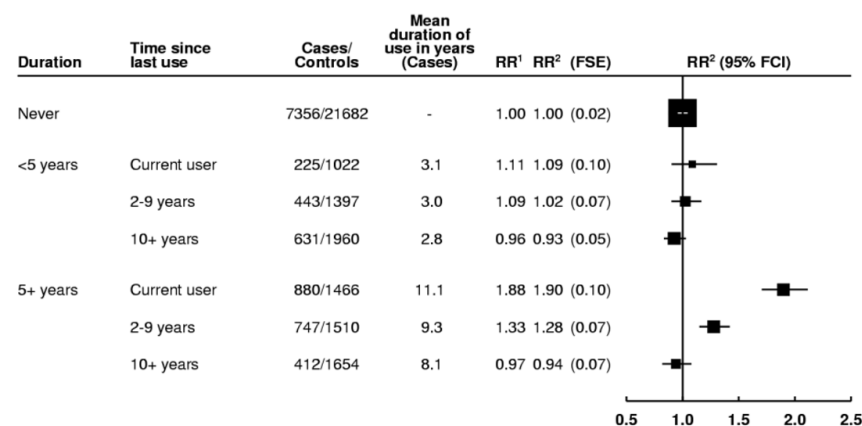 Duration Time since last use Cases/ Controls Mean duration of use in years (Cases) RR¹ RR² (FSE) RR² (95% FCI)
Never 7356/21682 - 1.00 1.00 (0.02)
<5 years Current user 225/1022 3.1 1.11 1.09 (0.10)
2-9 years 443/1397 3.0 1.09 1.02 (0.07)
10+ years 631/1960 2.8 0.96 0.93 (0.05)
5+ years Current user 880/1466 11.1 1.88 1.90 (0.10)
2-9 years 747/1510 9.3 1.33 1.28 (0.07)
10+ years 412/1654 8.1 0.97 0.94 (0.07)
0.5 1.0 1.5 2.0 2.5